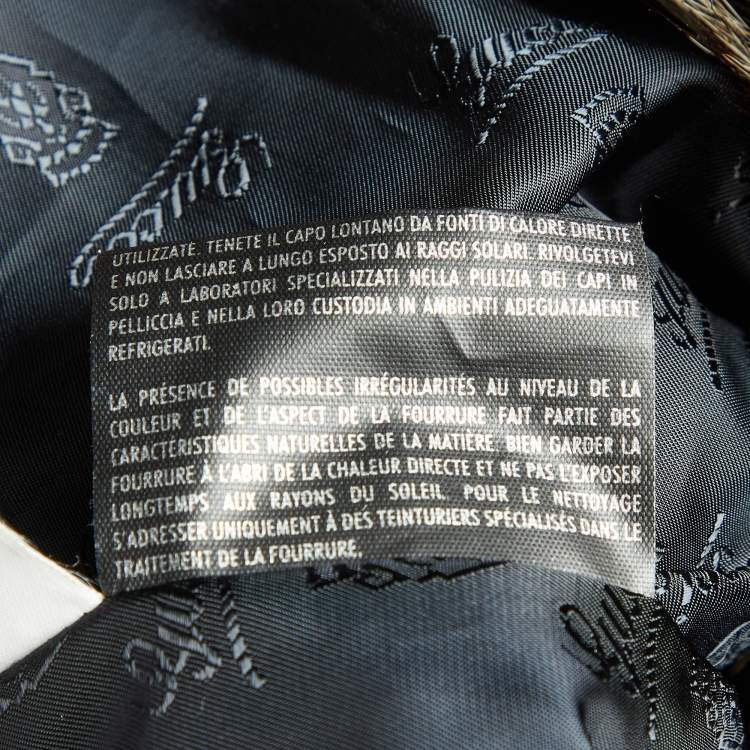 UTILIZZATE. TENETE IL CAPO LONTANO DA FONTI DI CALORE DIRETTE
E NON LASCIARE A LUNGO ESPOSTO AI RAGGI SOLARI. RIVOLGETEVI
SOLO A LABORATORI SPECIALIZZATI NELLA PULIZIA DEI CAPI IN
PELLICCIA E NELLA LORO CUSTODIA IN AMBIENTI ADEGUATAMENTE
REFRIGERATI.
LA PRÉSENCE DE POSSIBLES IRRÉGULARITÉS AU NIVEAU DE LA
COULEUR ET DE L'ASPECT DE LA FOURRURE FAIT PARTIE DES
CARACTÉRISTIQUES NATURELLES DE LA MATIÈRE. BIEN GARDER LA
FOURRURE À L'ABRI DE LA CHALEUR DIRECTE ET NE PAS L'EXPOSER
LONGTEMPS AUX RAYONS DU SOLEIL. POUR LE NETTOYAGE
S'ADRESSER UNIQUEMENT À DES TEINTURIERS SPÉCIALISÉS DANS LE
TRAITEMENT DE LA FOURRURE.